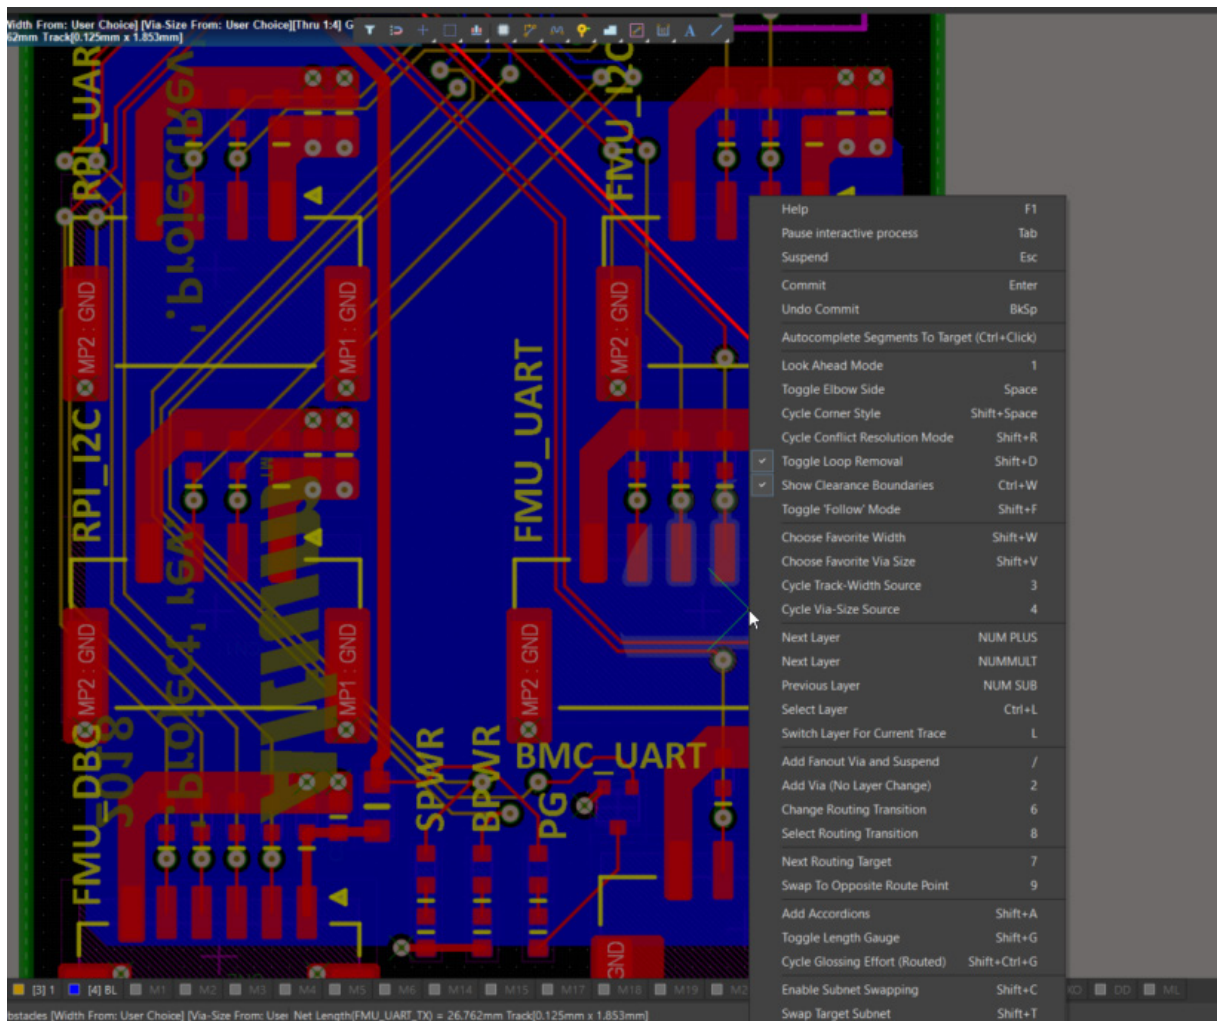 Width From: User Choice] [Via-Size From: User Choice][Thru 1:4] G
62mm Track[0.125mm x 1.853mm]
RPI_UAR
FMU_I2C
Project
MP2 : GND
MP1 : GND
MP2 : GND
RPI_I2C
FMU_UART
MP2 : GND
MP1 : GND
MP2 : GND
2018
FMU_DBG
SPWR
BPWR
PG
BMC_UART
GND
Help F1
Pause interactive process Tab
Suspend Esc
Commit Enter
Undo Commit BkSp
Autocomplete Segments To Target (Ctrl+Click)
Look Ahead Mode 1
Toggle Elbow Side Space
Cycle Corner Style Shift+Space
Cycle Conflict Resolution Mode Shift+R
Toggle Loop Removal Shift+D
Show Clearance Boundaries Ctrl+W
Toggle 'Follow' Mode Shift+F
Choose Favorite Width Shift+W
Choose Favorite Via Size Shift+V
Cycle Track-Width Source 3
Cycle Via-Size Source 4
Next Layer NUM PLUS
Next Layer NUMMULT
Previous Layer NUM SUB
Select Layer Ctrl+L
Switch Layer For Current Trace L
Add Fanout Via and Suspend /
Add Via (No Layer Change) 2
Change Routing Transition 6
Select Routing Transition 8
Next Routing Target 7
Swap To Opposite Route Point 9
Add Accordions Shift+A
Toggle Length Gauge Shift+G
Cycle Glossing Effort (Routed) Shift+Ctrl+G
Enable Subnet Swapping Shift+C
Swap Target Subnet Shift+T
[3] 1 [4] BL M1 M2 M3 M4 M5 M6 M14 M15 M17 M18 M19 M2 DD ML
bstacles [Width From: User Choice] [Via-Size From: Use Net Length(FMU_UART_TX) = 26.762mm Track[0.125mm x 1.853mm]